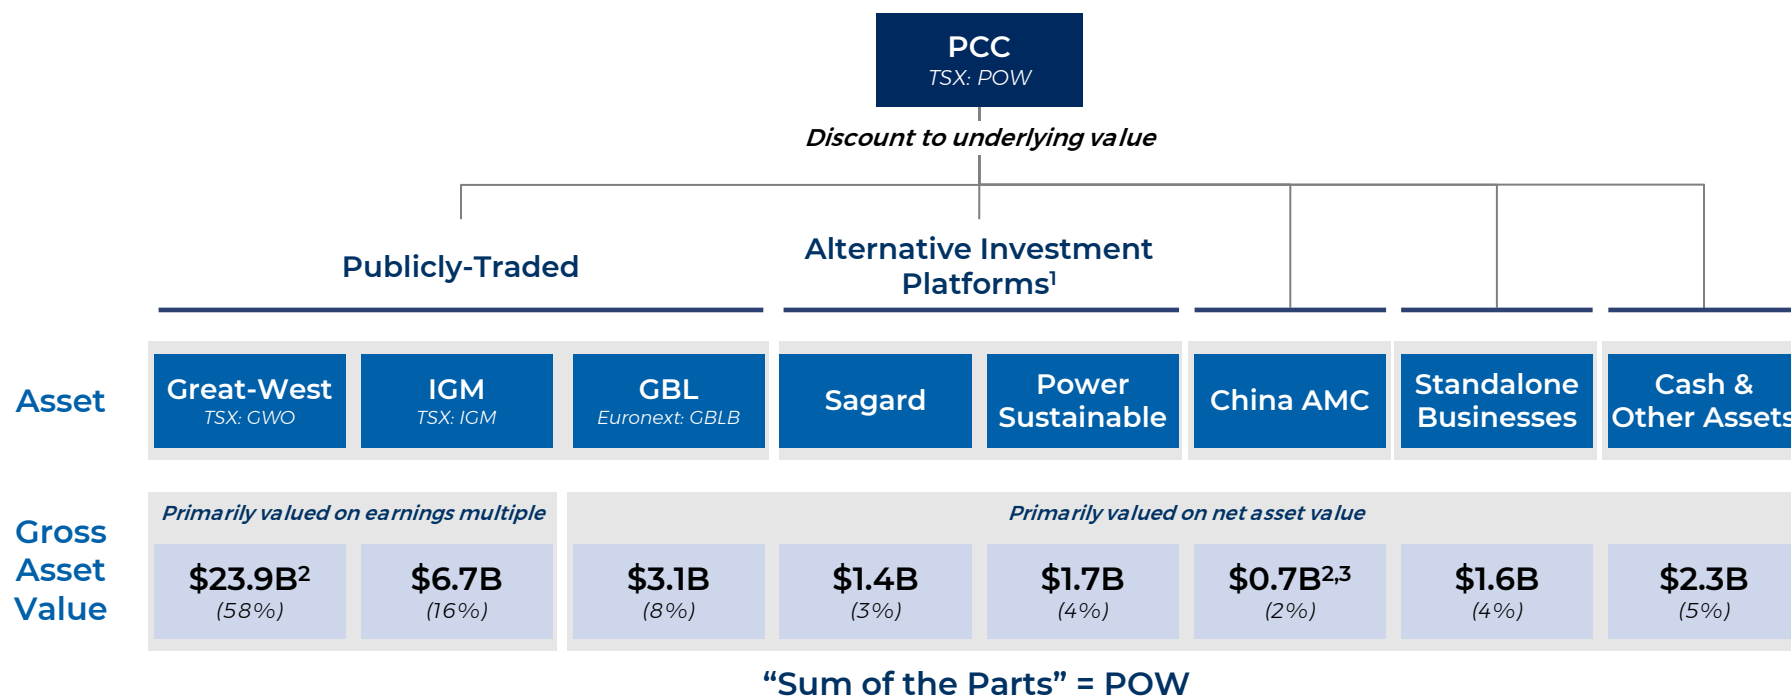 PCC
TSX: POW
Discount to underlying value
Publicly-Traded
Alternative Investment
Platforms¹
Asset
Great-West
TSX: GWO
IGM
TSX: IGM
GBL
Euronext: GBLB
Sagard
Power
Sustainable
China AMC
Standalone
Businesses
Cash &
Other Assets
Gross
Asset
Value
Primarily valued on earnings multiple
Primarily valued on net asset value
$23.9B²
(58%)
$6.7B
(16%)
$3.1B
(8%)
$1.4B
(3%)
$1.7B
(4%)
$0.7B²,³
(2%)
$1.6B
(4%)
$2.3B
(5%)
“Sum of the Parts” = POW